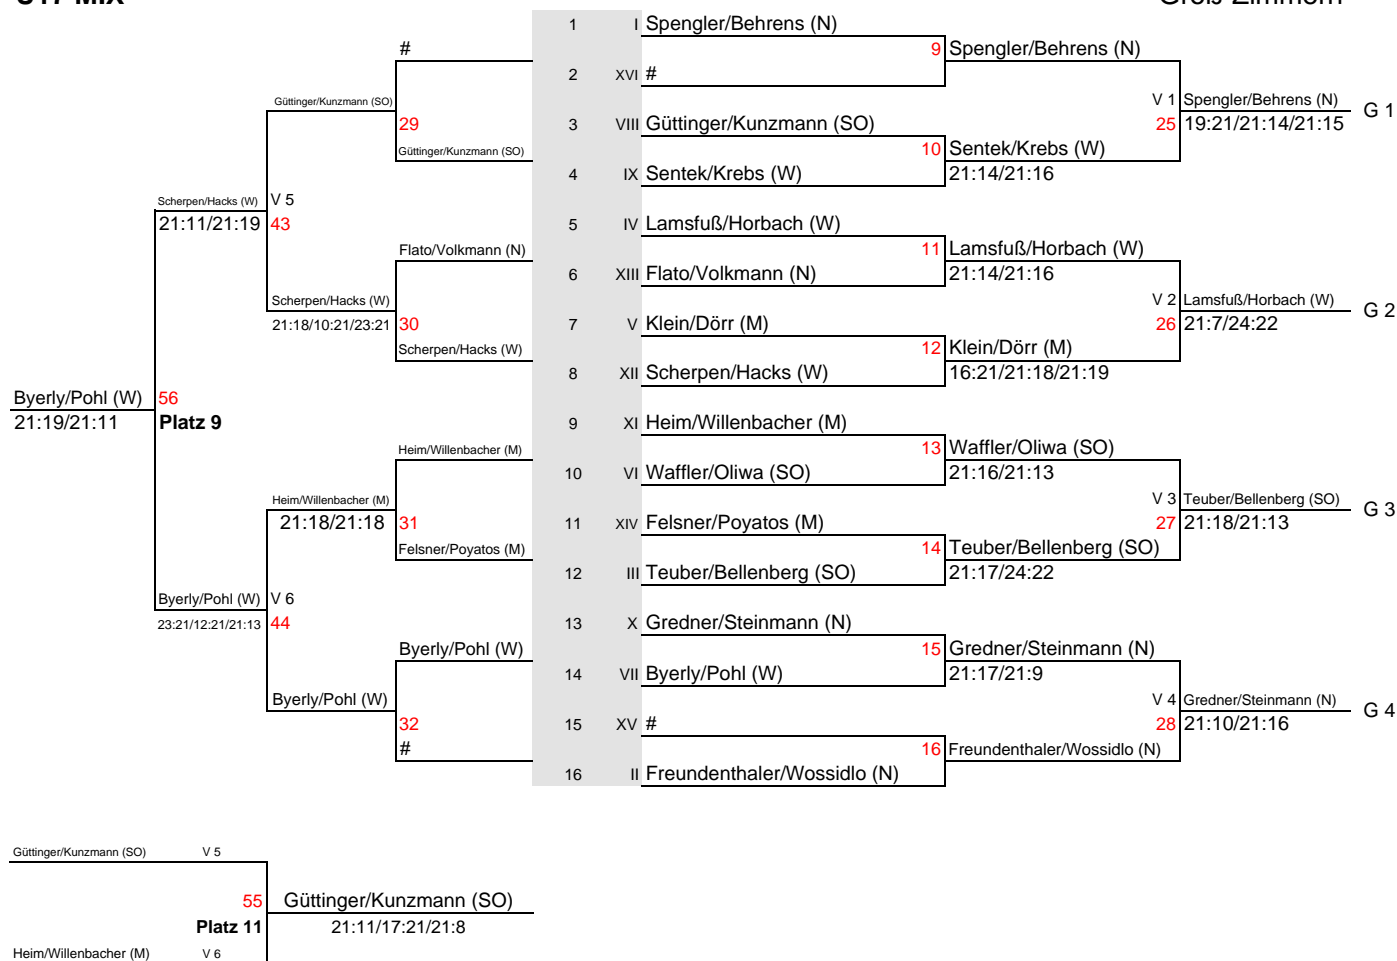 1 I Spengler/Behrens (N)
# 9 Spengler/Behrens (N)
2 XVI #
Güttinger/Kunzmann (SO) V 1 Spengler/Behrens (N) G 1
29 3 VIII Güttinger/Kunzmann (SO) 25 19:21/21:14/21:15
Güttinger/Kunzmann (SO) 10 Sentek/Krebs (W)
4 IX Sentek/Krebs (W) 21:14/21:16
Scherpen/Hacks (W) V 5
21:11/21:19 43 5 IV Lamsfuß/Horbach (W)
Flato/Volkmann (N) 11 Lamsfuß/Horbach (W)
6 XIII Flato/Volkmann (N) 21:14/21:16
Scherpen/Hacks (W) V 2 Lamsfuß/Horbach (W) G 2
21:18/10:21/23:21 30 7 V Klein/Dörr (M) 26 21:7/24:22
Scherpen/Hacks (W) 12 Klein/Dörr (M)
8 XII Scherpen/Hacks (W) 16:21/21:18/21:19
Byerly/Pohl (W) 56
21:19/21:11 Platz 9 9 XI Heim/Willenbacher (M)
Heim/Willenbacher (M) 13 Waffler/Oliwa (SO)
10 VI Waffler/Oliwa (SO) 21:16/21:13
Heim/Willenbacher (M) V 3 Teuber/Bellenberg (SO) G 3
21:18/21:18 31 11 XIV Felsner/Poyatos (M) 27 21:18/21:13
Felsner/Poyatos (M) 14 Teuber/Bellenberg (SO)
12 III Teuber/Bellenberg (SO) 21:17/24:22
Byerly/Pohl (W) V 6
23:21/12:21/21:13 44 13 X Gredner/Steinmann (N)
Byerly/Pohl (W) 15 Gredner/Steinmann (N)
14 VII Byerly/Pohl (W) 21:17/21:9
Byerly/Pohl (W) V 4 Gredner/Steinmann (N) G 4
32 15 XV # 28 21:10/21:16
# 16 Freundenthaler/Wossidlo (N)
16 II Freundenthaler/Wossidlo (N)
Güttinger/Kunzmann (SO) V 5
55 Güttinger/Kunzmann (SO)
Platz 11 21:11/17:21/21:8
Heim/Willenbacher (M) V 6